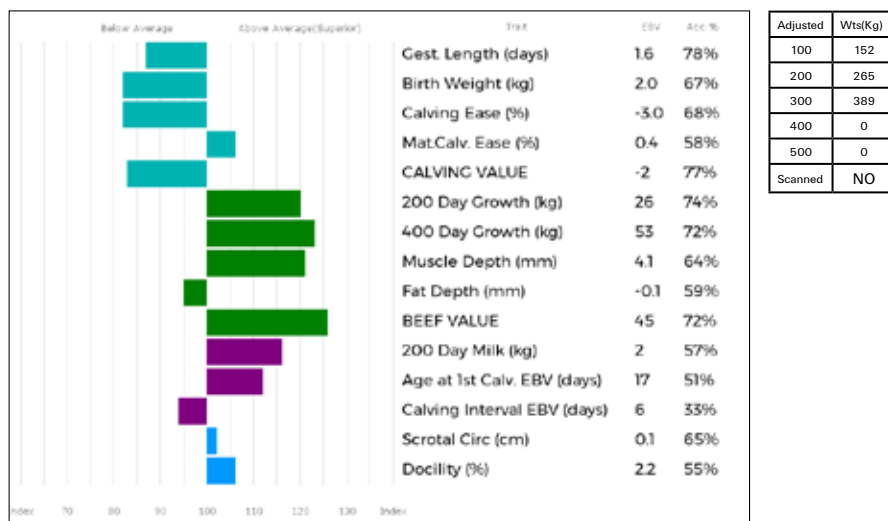 Below Average Above Average(Superior) Trait EBV Acc %
Gest. Length (days) 1.6 78%
Birth Weight (kg) 2.0 67%
Calving Ease (%) -3.0 68%
Mat.Calv. Ease (%) 0.4 58%
CALVING VALUE -2 77%
200 Day Growth (kg) 26 74%
400 Day Growth (kg) 53 72%
Muscle Depth (mm) 4.1 64%
Fat Depth (mm) -0.1 59%
BEEF VALUE 45 72%
200 Day Milk (kg) 2 57%
Age at 1st Calv. EBV (days) 17 51%
Calving Interval EBV (days) 6 33%
Scrotal Circ (cm) 0.1 65%
Docility (%) 2.2 55%
ndex 70 80 90 100 110 120 130 Index
Adjusted Wts(Kg)
100 152
200 265
300 389
400 0
500 0
Scanned NO